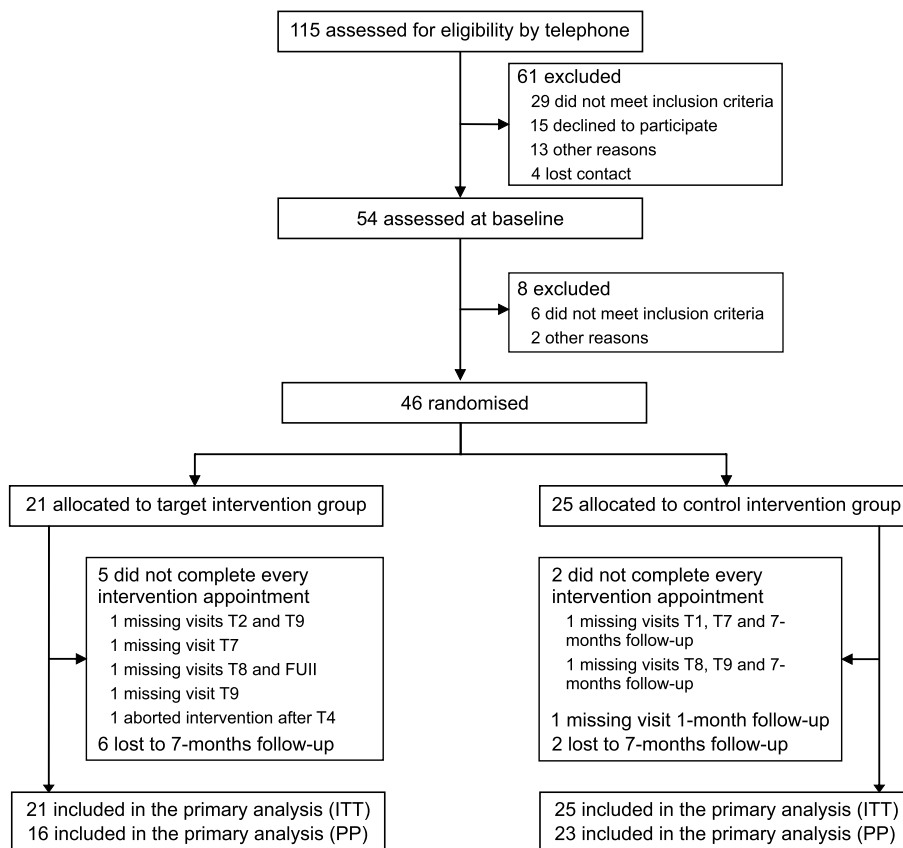 115 assessed for eligibility by telephone
61 excluded
29 did not meet inclusion criteria
15 declined to participate
13 other reasons
4 lost contact
54 assessed at baseline
8 excluded
6 did not meet inclusion criteria
2 other reasons
46 randomised
21 allocated to target intervention group
25 allocated to control intervention group
5 did not complete every
intervention appointment
1 missing visits T2 and T9
1 missing visit T7
1 missing visits T8 and FUII
1 missing visit T9
1 aborted intervention after T4
6 lost to 7-months follow-up
2 did not complete every
intervention appointment
1 missing visits T1, T7 and 7-
months follow-up
1 missing visits T8, T9 and 7-
months follow-up
1 missing visit 1-month follow-up
2 lost to 7-months follow-up
21 included in the primary analysis (ITT)
16 included in the primary analysis (PP)
25 included in the primary analysis (ITT)
23 included in the primary analysis (PP)